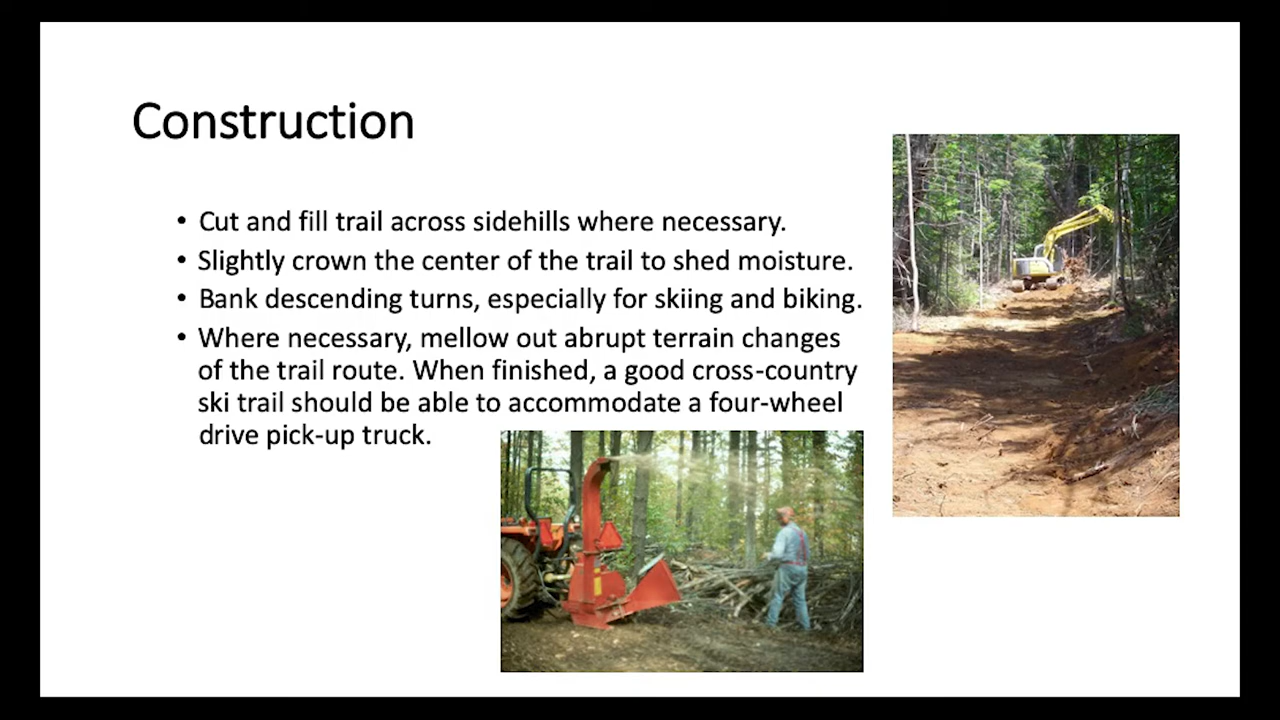 Construction
• Cut and fill trail across sidehills where necessary.
• Slightly crown the center of the trail to shed moisture.
• Bank descending turns, especially for skiing and biking.
• Where necessary, mellow out abrupt terrain changes
of the trail route. When finished, a good cross-country
ski trail should be able to accommodate a four-wheel
drive pick-up truck.